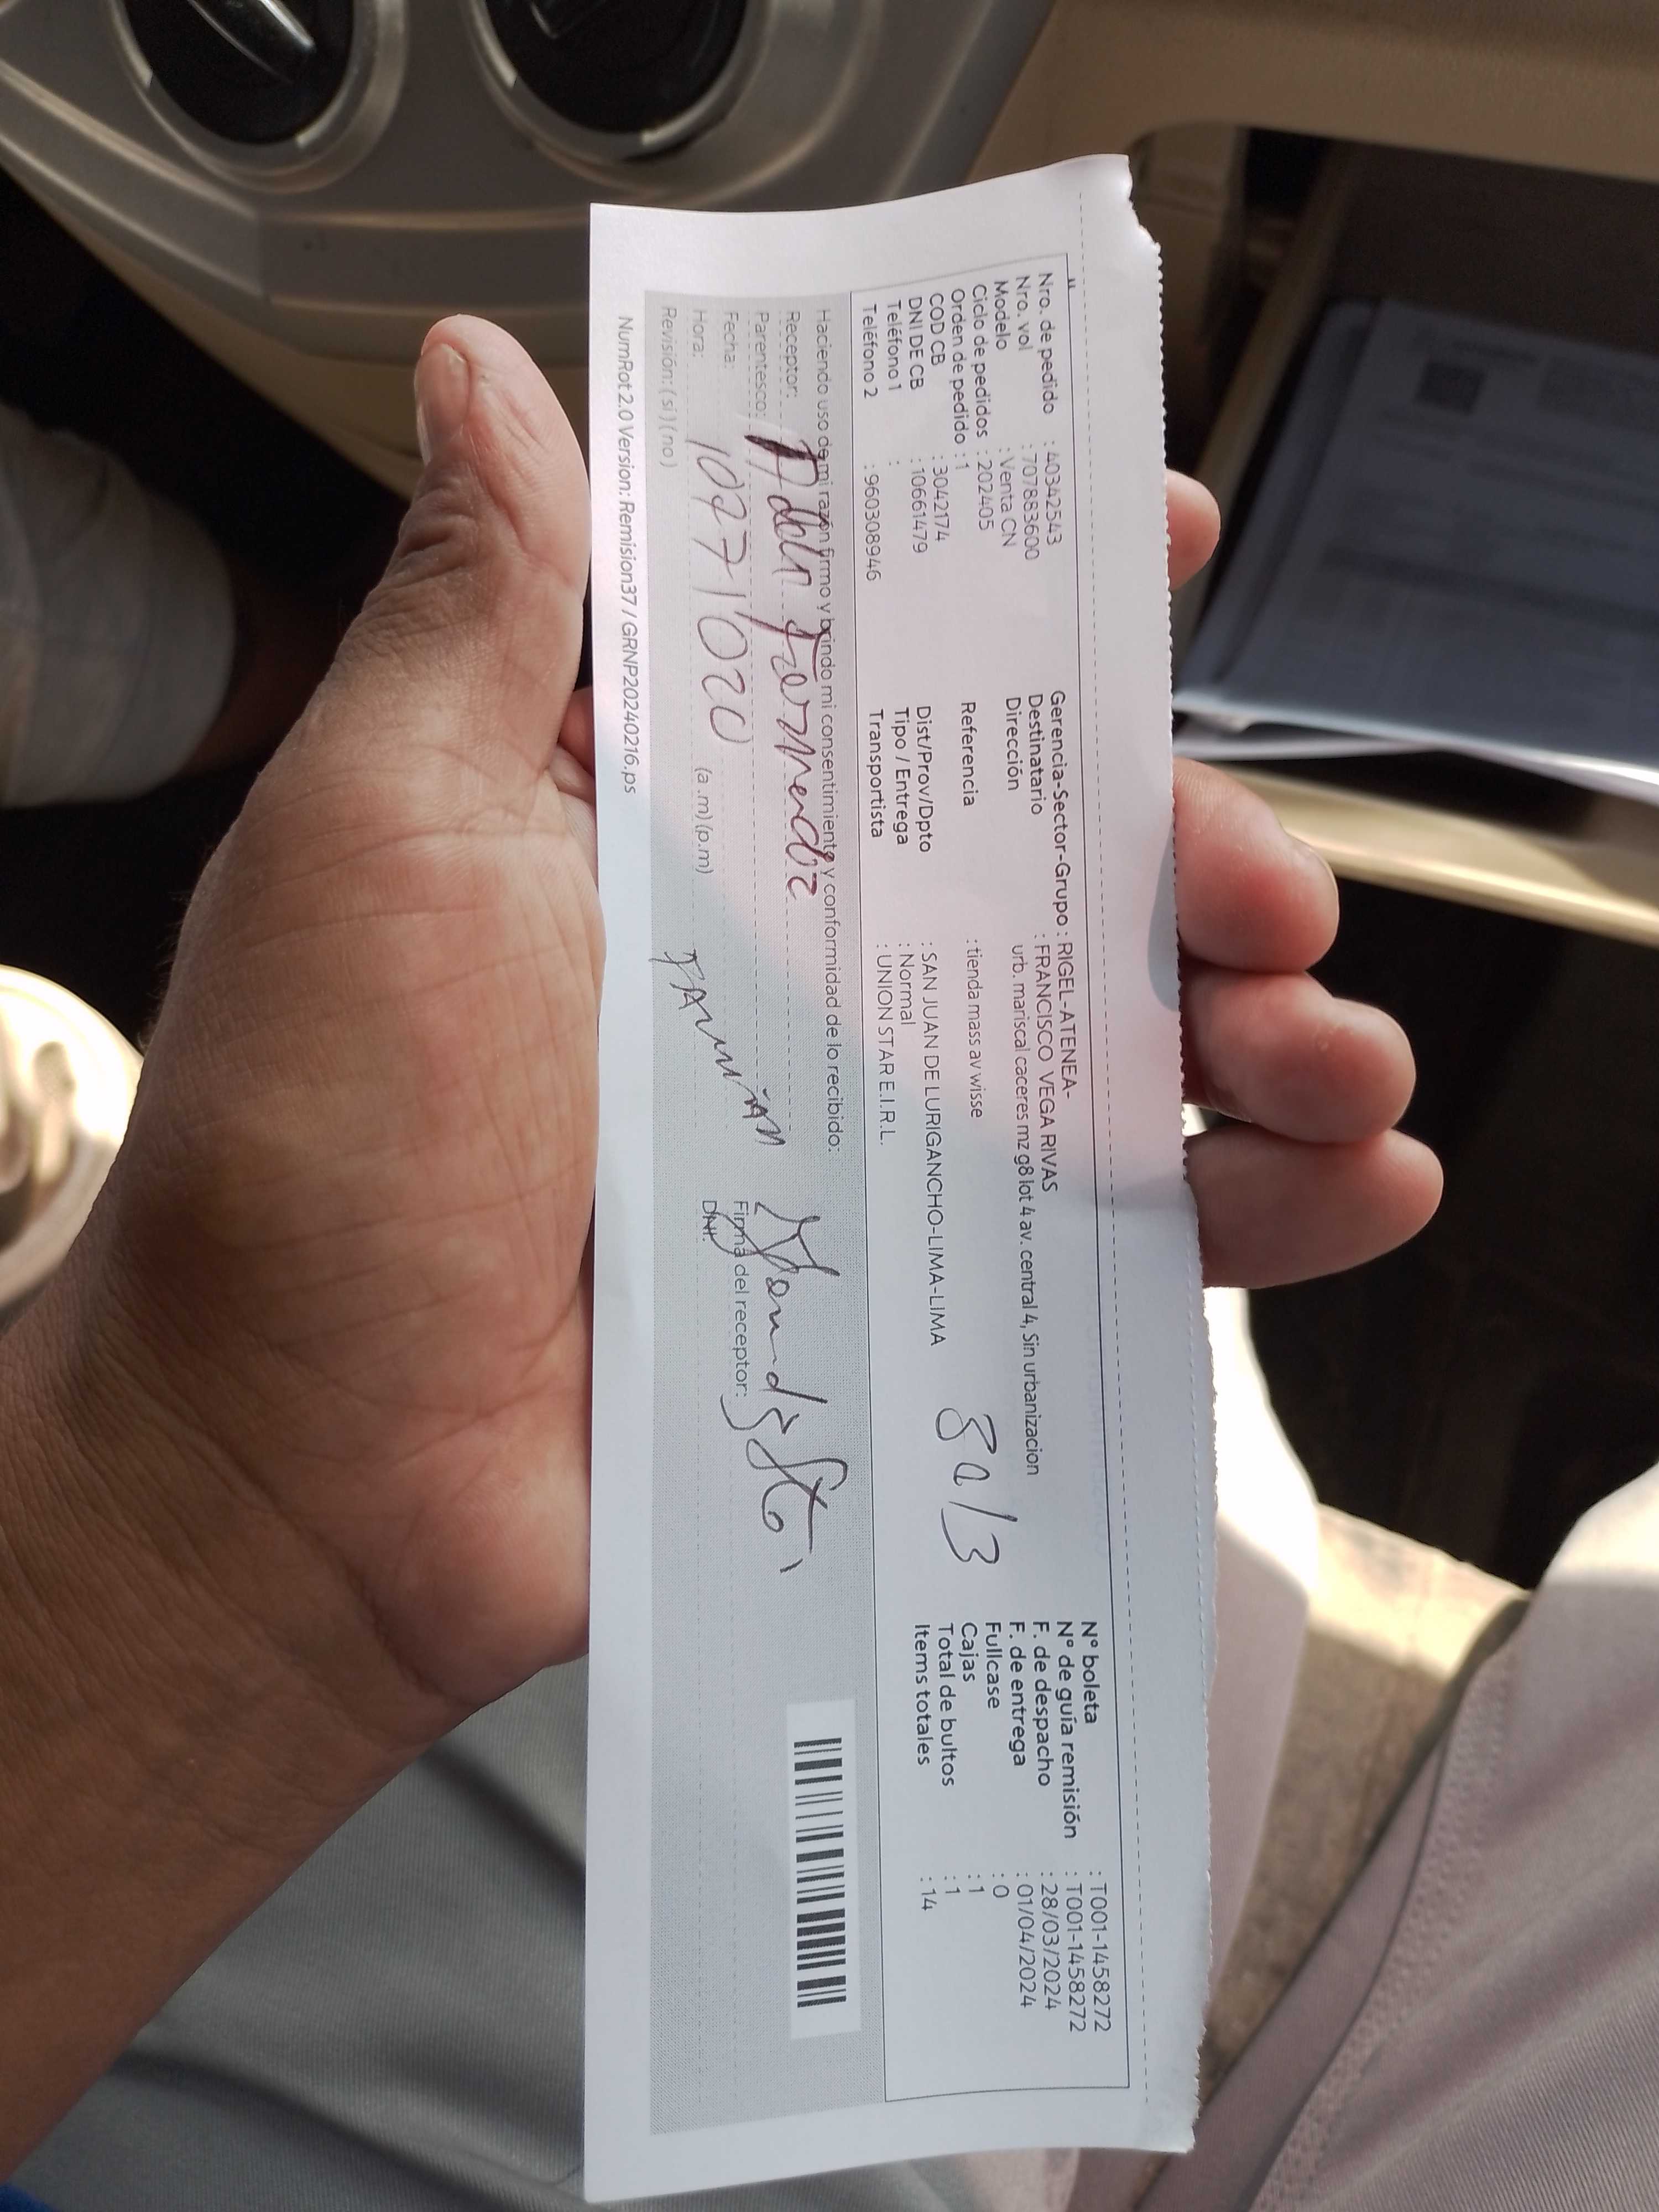 Nro. de pedido : 40342543
Nro. vol : 707883600
Modelo : Venta CN
Ciclo de pedidos : 202405
Orden de pedido : 1
COD CB : 3042174
DNI DE CB : 10661479
Teléfono 1 :
Teléfono 2 : 960308946
Gerencia-Sector-Grupo : RIGEL-ATENEA-
Destinatario : FRANCISCO VEGA RIVAS
Dirección urb. mariscal caceres mz g8 lot 4 av. central 4, Sin urbanizacion
Referencia : tienda mass av wisse
Dist/Prov/Dpto : SAN JUAN DE LURIGANCHO-LIMA-LIMA
Tipo / Entrega : Normal
Transportista : UNION STAR E.I.R.L.
N° boleta : T001-1458272
N° de guía remisión : T001-1458272
F. de despacho : 28/03/2024
F. de entrega : 01/04/2024
Fullcase : 0
Cajas : 1
Total de bultos : 1
Items totales : 14
Haciendo uso de mi razón firmo y brindo mi consentimiento y conformidad de lo recibido:
Receptor:
Parentesco:
Fecha:
Hora: (a.m) (p.m)
Revisión: ( si ) ( no )
Firma del receptor:
DNI:
NumRot 2.0 Version: Remision37 / GRNP20240216.ps